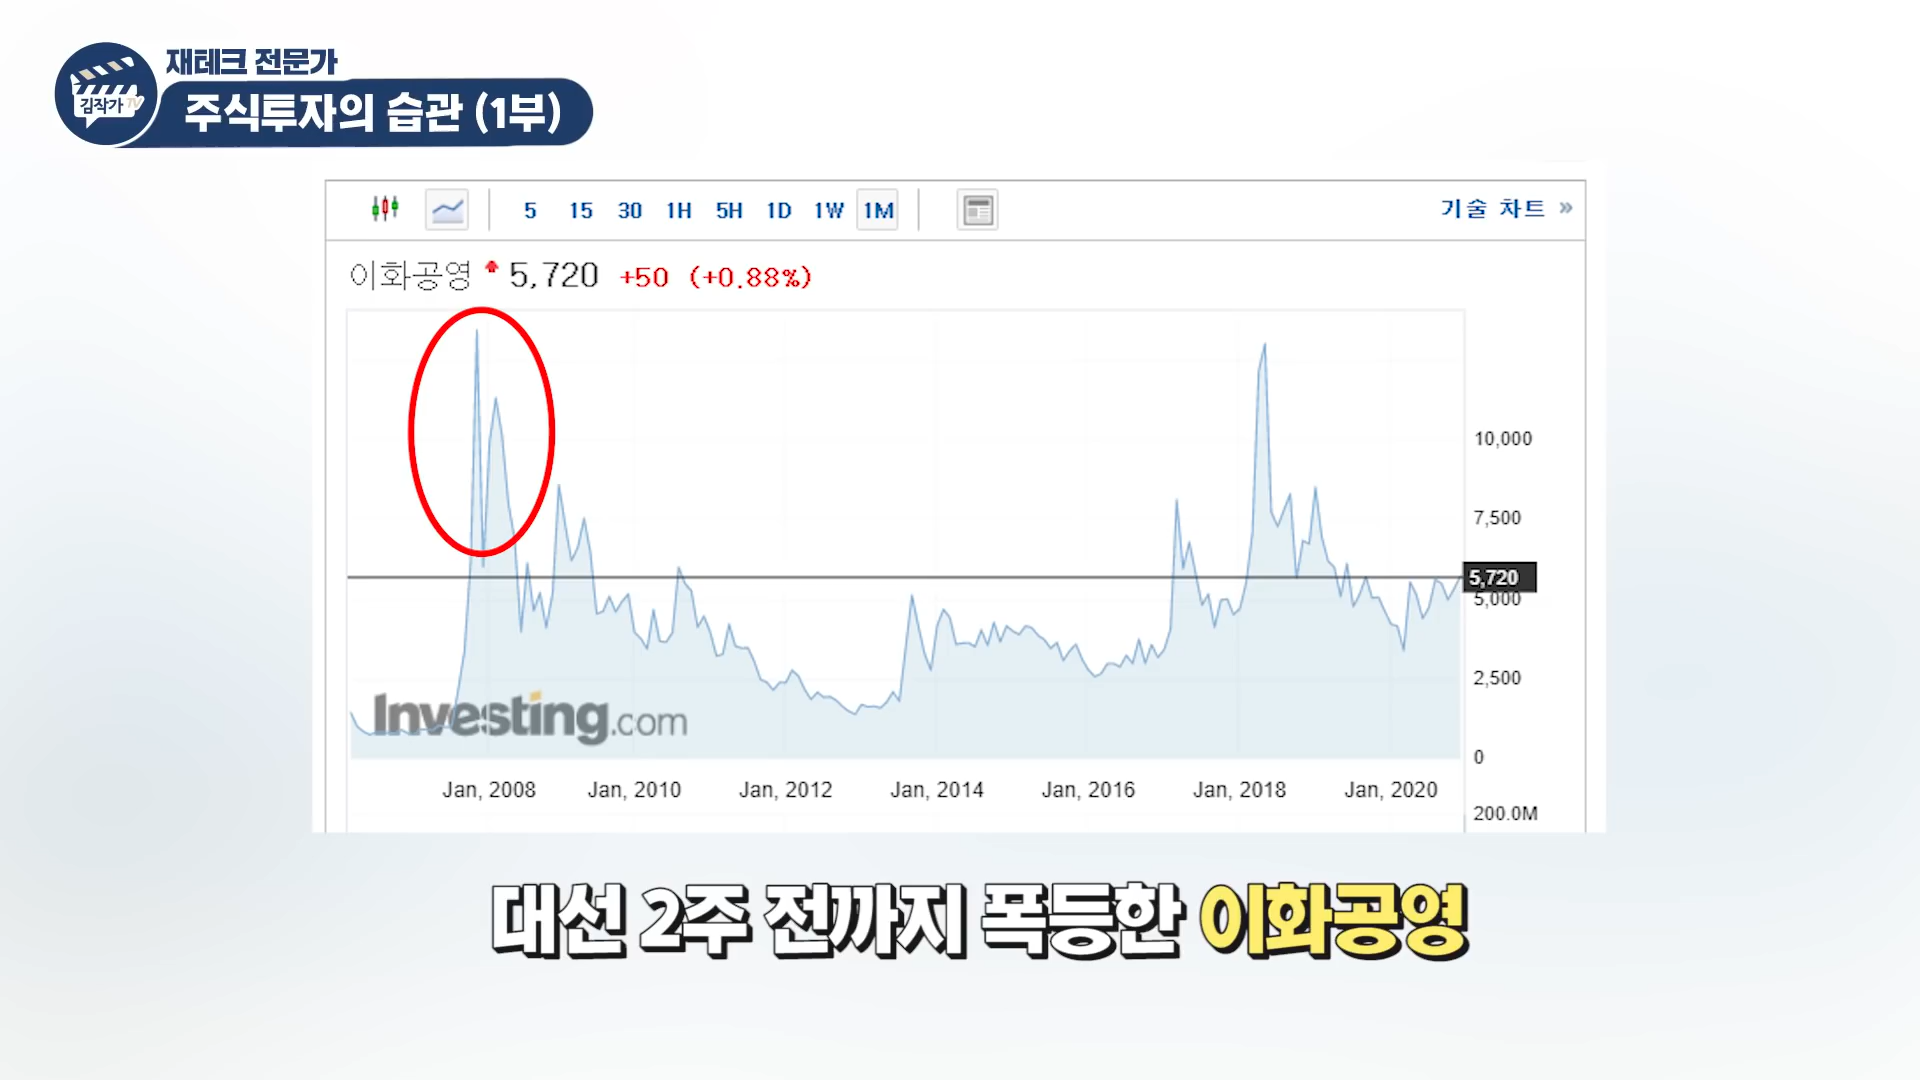 재테크 전문가
김작가 TV
주식투자의 습관 (1부)
5 15 30 1H 5H 1D 1W 1M
기술 차트 »
이화공영 5,720 +50 (+0.88%)
10,000
7,500
5,720
5,000
2,500
0
Investing.com
Jan, 2008 Jan, 2010 Jan, 2012 Jan, 2014 Jan, 2016 Jan, 2018 Jan, 2020
200.0M
대선 2주 전까지 폭등한 이화공영